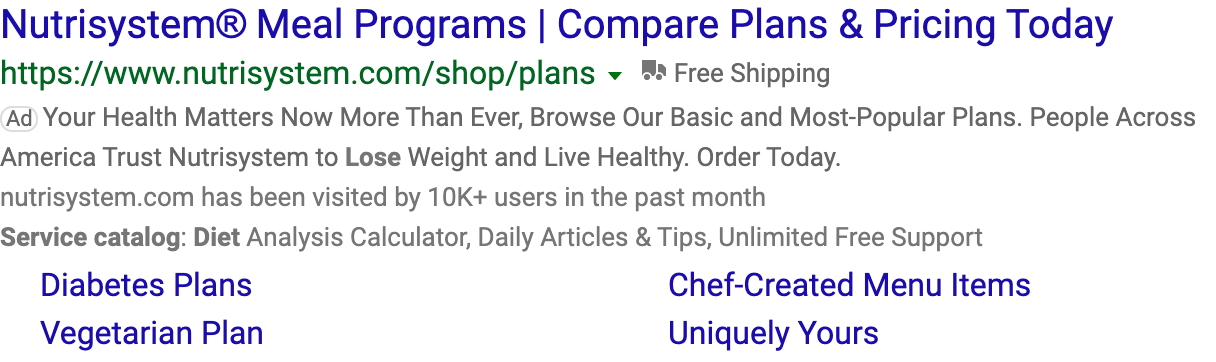 Nutrisystem® Meal Programs | Compare Plans & Pricing Today
https://www.nutrisystem.com/shop/plans Free Shipping
Ad Your Health Matters Now More Than Ever, Browse Our Basic and Most-Popular Plans. People Across
America Trust Nutrisystem to Lose Weight and Live Healthy. Order Today.
nutrisystem.com has been visited by 10K+ users in the past month
Service catalog: Diet Analysis Calculator, Daily Articles & Tips, Unlimited Free Support
Diabetes Plans Chef-Created Menu Items
Vegetarian Plan Uniquely Yours